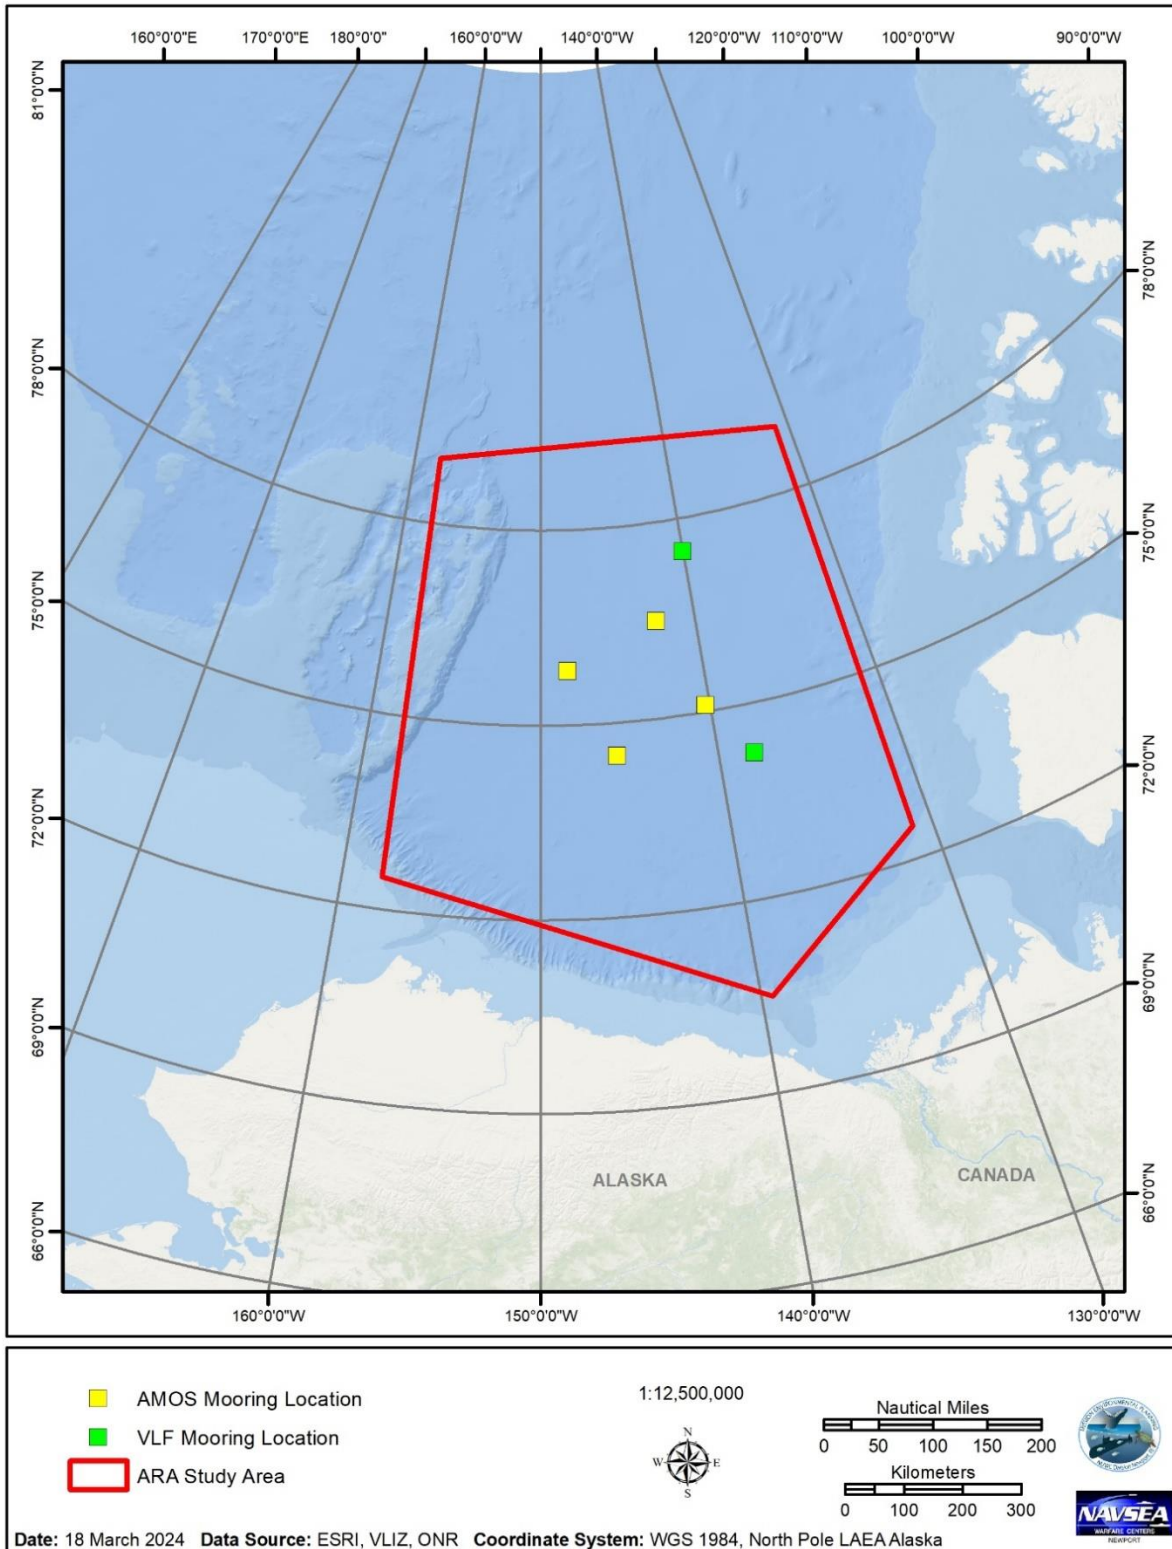 160°0'0"E 170°0'0"E 180°0'0" 160°0'0"W 140°0'0"W 120°0'0"W 110°0'0"W 100°0'0"W 90°0'0"W
81°0'0"N
78°0'0"N
75°0'0"N
72°0'0"N
69°0'0"N
66°0'0"N
78°0'0"N
75°0'0"N
72°0'0"N
69°0'0"N
66°0'0"N
ALASKA
CANADA
160°0'0"W 150°0'0"W 140°0'0"W 130°0'0"W
AMOS Mooring Location
VLF Mooring Location
ARA Study Area
1:12,500,000
N
W E
S
Nautical Miles
0 50 100 150 200
Kilometers
0 100 200 300
NAVSEA
WARFARE CENTERS
NEWPORT
Date: 18 March 2024 Data Source: ESRI, VLIZ, ONR Coordinate System: WGS 1984, North Pole LAEA Alaska